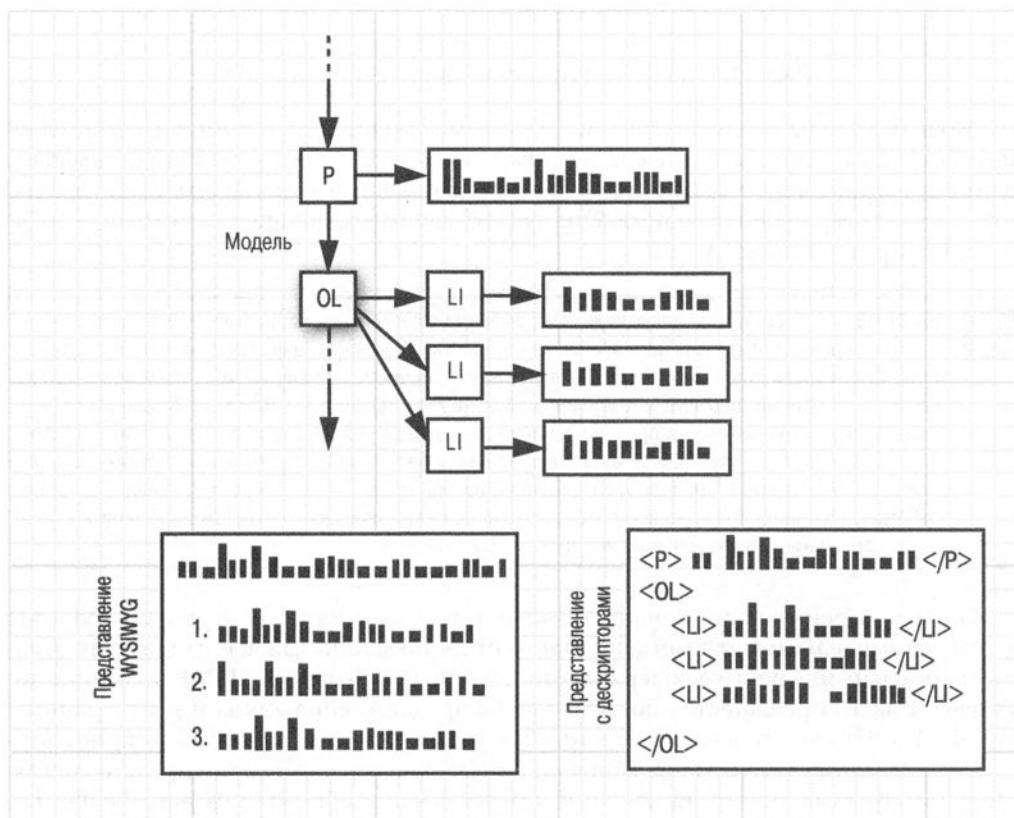 P
Модель
OL
LI
LI
LI
Представление
WYSIWYG
1.
2.
3.
Представление
с дескрипторами
<P> </P>
<OL>
<LI> </LI>
<LI> </LI>
<LI> </LI>
</OL>